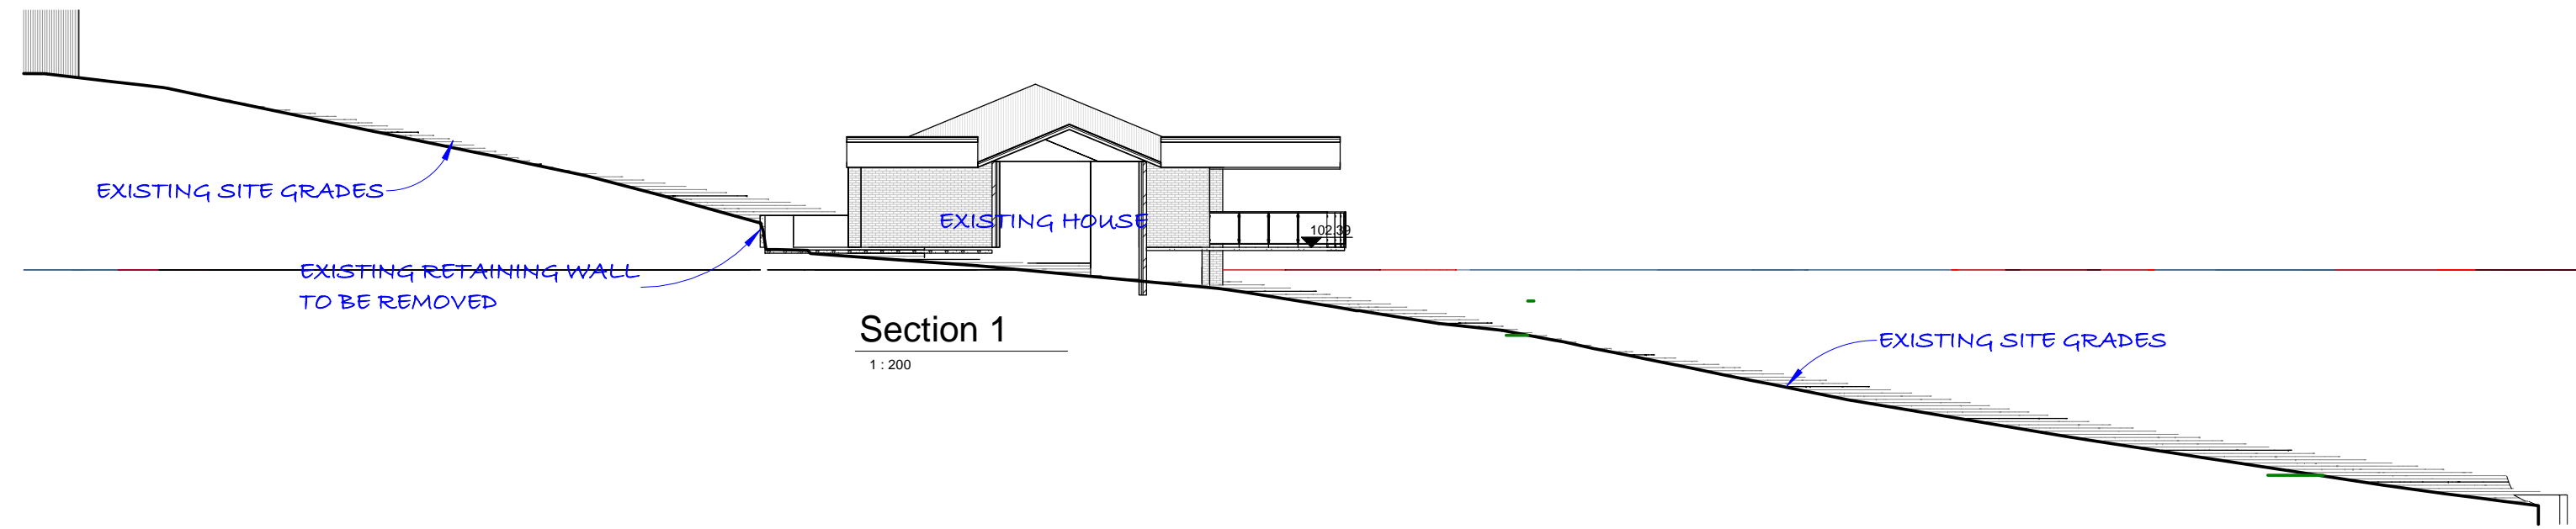 EXISTING SITE GRADES
EXISTING HOUSE
102.39
EXISTING RETAINING WALL
TO BE REMOVED
Section 1
1 : 200
EXISTING SITE GRADES